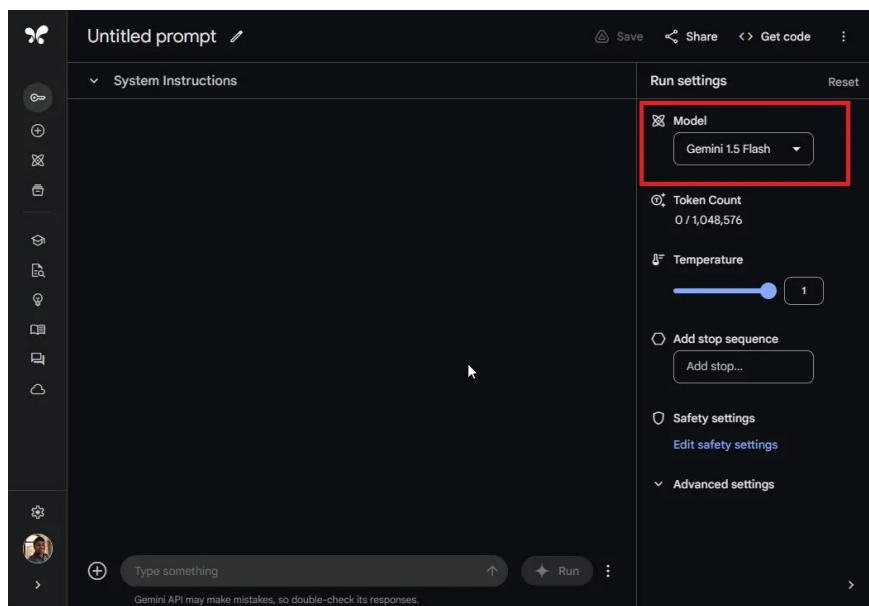 Untitled prompt
Save
Share
<> Get code
System Instructions
Run settings
Reset
Model
Gemini 1.5 Flash
Token Count
0 / 1,048,576
Temperature
1
Add stop sequence
Add stop...
Safety settings
Edit safety settings
Advanced settings
Type something
Run
Gemini API may make mistakes, so double-check its responses.